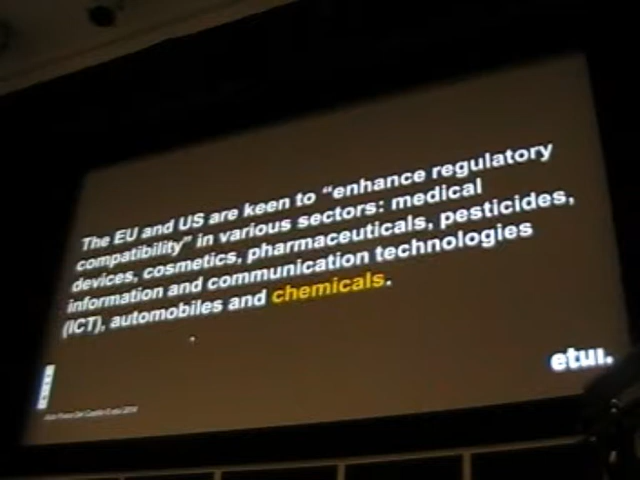 The EU and US are keen to “enhance regulatory
compatibility” in various sectors: medical
devices, cosmetics, pharmaceuticals, pesticides,
information and communication technologies
(ICT), automobiles and chemicals.
etui.